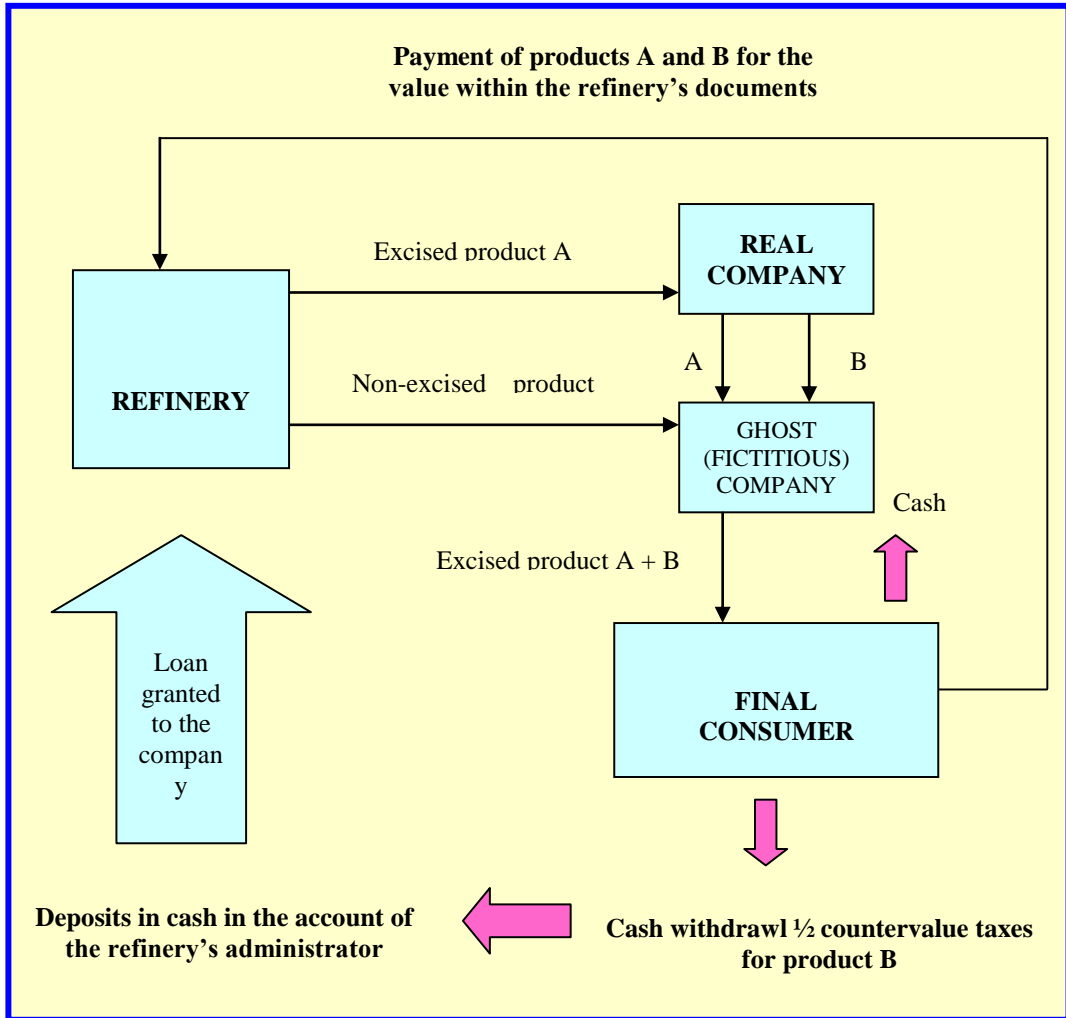 Payment of products A and B for the
value within the refinery's documents
Excised product A
REAL
COMPANY
REFINERY
A
B
Non-excised product
GHOST
(FICTITIOUS)
COMPANY
Cash
Excised product A + B
Loan
granted
to the
compan
y
FINAL
CONSUMER
Deposits in cash in the account of
the refinery's administrator
Cash withdrawl ½ countervalue taxes
for product B